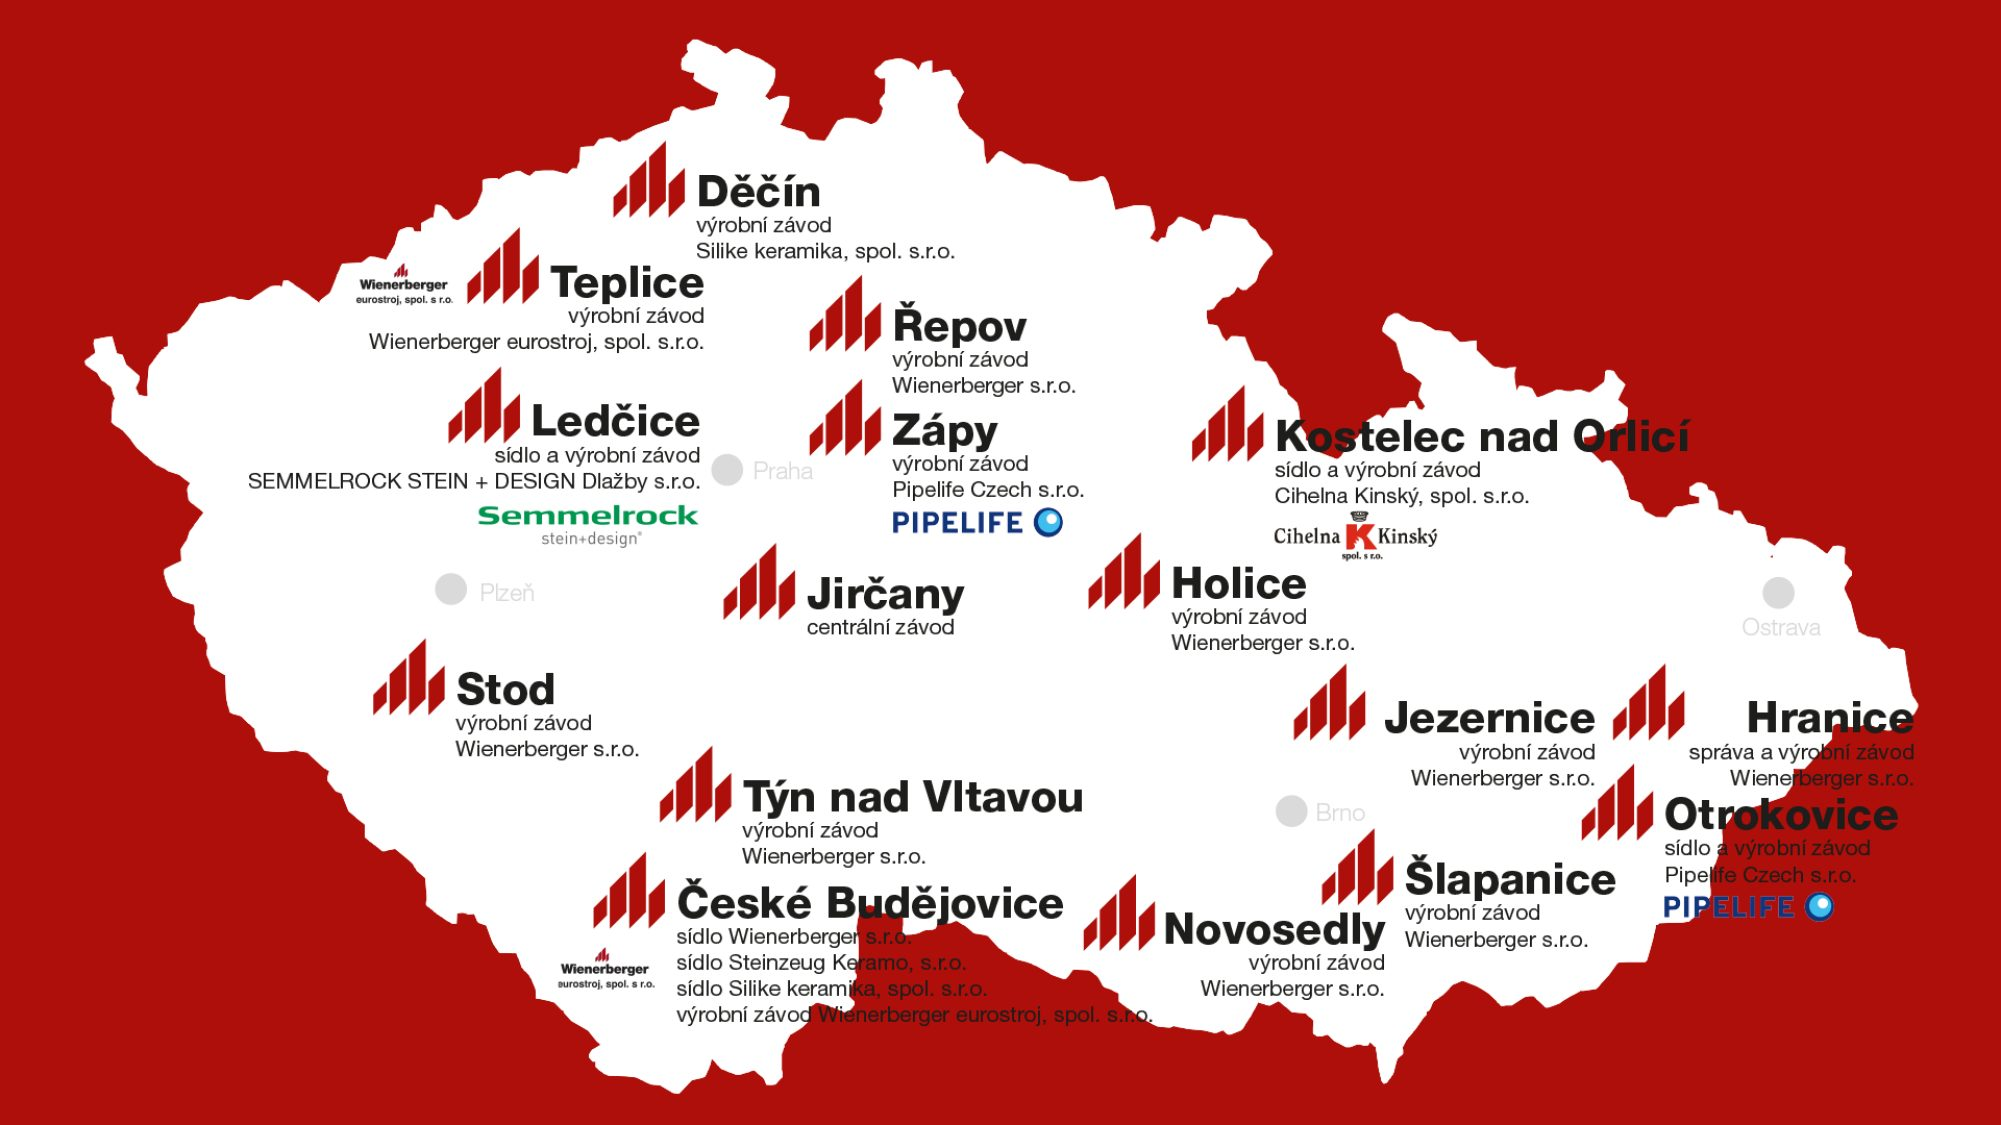 Děčín
výrobní závod
Silike keramika, spol. s.r.o.
Wienerberger
eurostroj, spol. s r.o.
Teplice
výrobní závod
Wienerberger eurostroj, spol. s.r.o.
Řepov
výrobní závod
Wienerberger s.r.o.
Ledčice
sídlo a výrobní závod
SEMMELROCK STEIN + DESIGN Dlažby s.r.o.
Semmelrock
stein+design®
Praha
Zápy
výrobní závod
Pipelife Czech s.r.o.
PIPELIFE
Kostelec nad Orlicí
sídlo a výrobní závod
Cihelna Kinský, spol. s.r.o.
Cihelna K Kinský
spol. s r.o.
Plzeň
Jirčany
centrální závod
Holice
výrobní závod
Wienerberger s.r.o.
Ostrava
Stod
výrobní závod
Wienerberger s.r.o.
Jezernice
výrobní závod
Wienerberger s.r.o.
Hranice
správa a výrobní závod
Wienerberger s.r.o.
Týn nad Vltavou
výrobní závod
Wienerberger s.r.o.
Brno
Otrokovice
sídlo a výrobní závod
Pipelife Czech s.r.o.
PIPELIFE
Šlapanice
výrobní závod
Wienerberger s.r.o.
České Budějovice
sídlo Wienerberger s.r.o.
sídlo Steinzeug Keramo, s.r.o.
sídlo Silike keramika, spol. s.r.o.
výrobní závod Wienerberger eurostroj, spol. s.r.o.
Wienerberger
eurostroj, spol. s r.o.
Novosedly
výrobní závod
Wienerberger s.r.o.